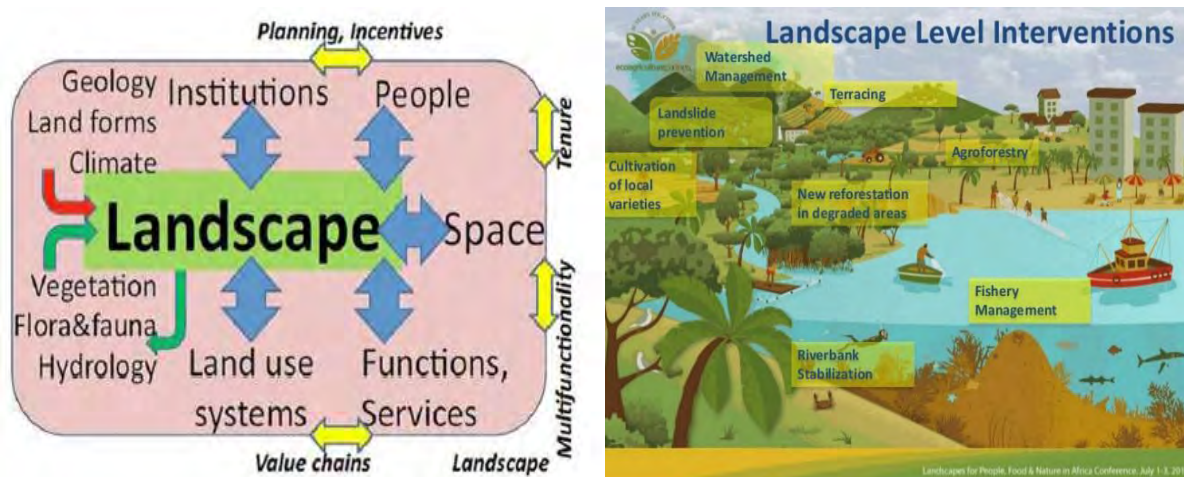 Planning, Incentives
Geology
Land forms
Climate
Institutions
People
Tenure
Landscape
Space
Vegetation
Flora&fauna
Hydrology
Land use
systems
Functions,
Services
Multifunctionality
Value chains
Landscape
Landscape Level Interventions
Watershed
Management
Terracing
Landslide
prevention
Agroforestry
Cultivation
of local
varieties
New reforestation
in degraded areas
Fishery
Management
Riverbank
Stabilization
Landscapes for People, Food & Nature in Africa Conference, July 1-3, 201